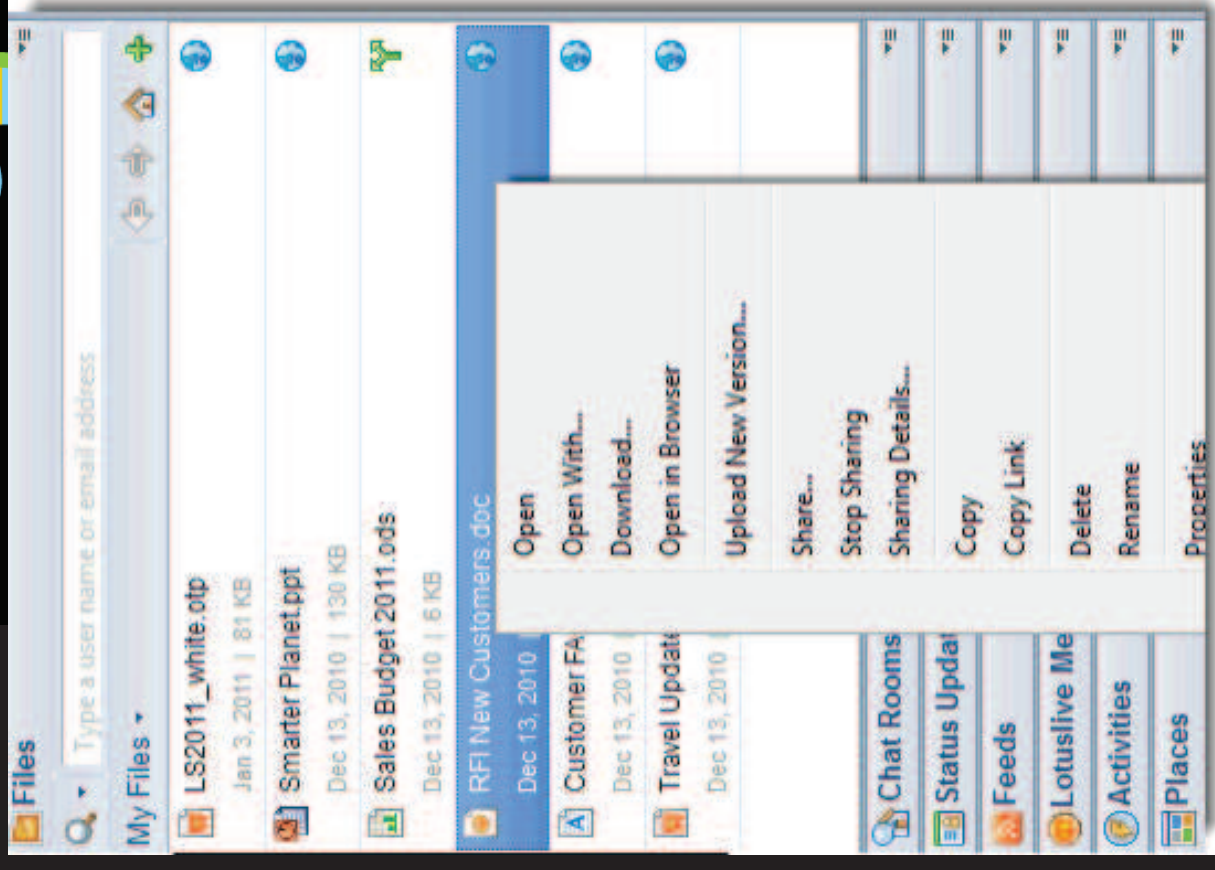 Files
Type a user name or email address
My Files
LS2011_white.otp
Jan 3, 2011 | 81 KB
Smarter Planet.ppt
Dec 13, 2010 | 130 KB
Sales Budget 2011.ods
Dec 13, 2010 | 6 KB
RFI New Customers.doc
Dec 13, 2010
Customer FA
Dec 13, 2010
Travel Update
Dec 13, 2010
Open
Open With...
Download...
Open in Browser
Upload New Version...
Share...
Stop Sharing
Sharing Details...
Copy
Copy Link
Delete
Rename
Properties
Chat Rooms
Status Updat
Feeds
Lotuslive Me
Activities
Places